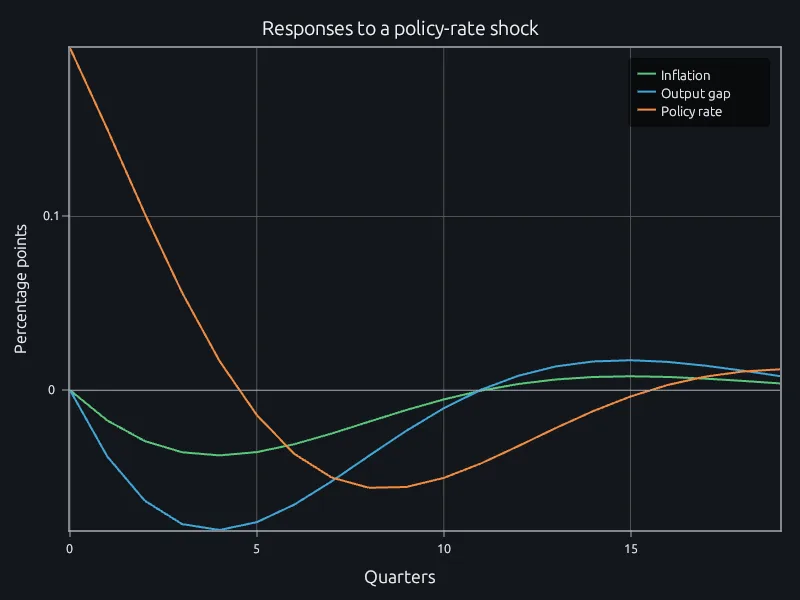 Responses to a policy-rate shock
Inflation
Output gap
Policy rate
Percentage points
0.1
0
0
5
10
15
Quarters